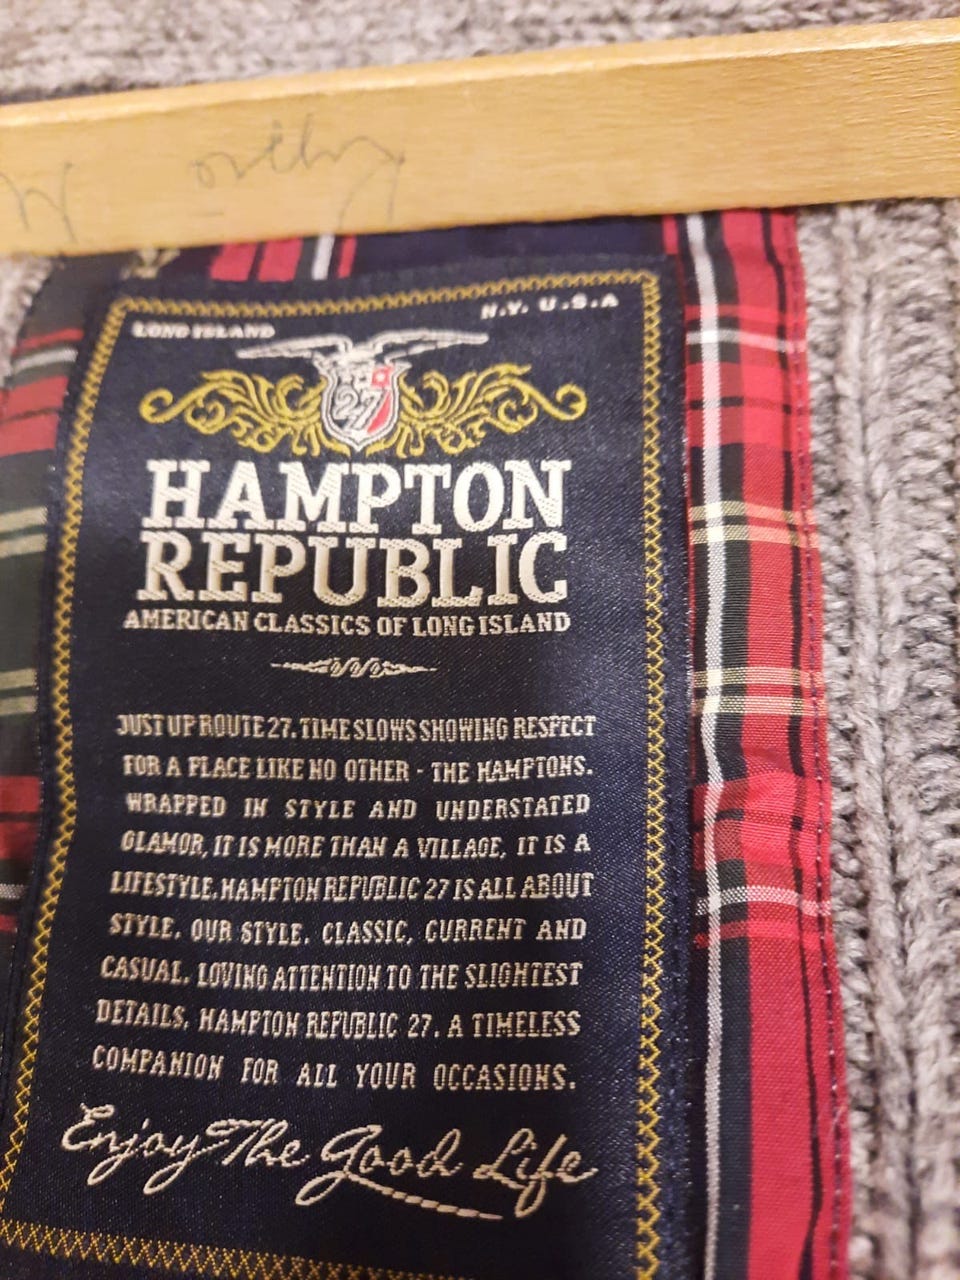 LONG ISLAND
N.Y. U.S.A
27
HAMPTON
REPUBLIC
AMERICAN CLASSICS OF LONG ISLAND
JUST UP ROUTE 27. TIME SLOWS SHOWING RESPECT
FOR A PLACE LIKE NO OTHER - THE HAMPTONS.
WRAPPED IN STYLE AND UNDERSTATED
GLAMOR, IT IS MORE THAN A VILLAGE, IT IS A
LIFESTYLE. HAMPTON REPUBLIC 27 IS ALL ABOUT
STYLE. OUR STYLE. CLASSIC, CURRENT AND
CASUAL. LOVING ATTENTION TO THE SLIGHTEST
DETAILS. HAMPTON REPUBLIC 27. A TIMELESS
COMPANION FOR ALL YOUR OCCASIONS.
Enjoy The Good Life